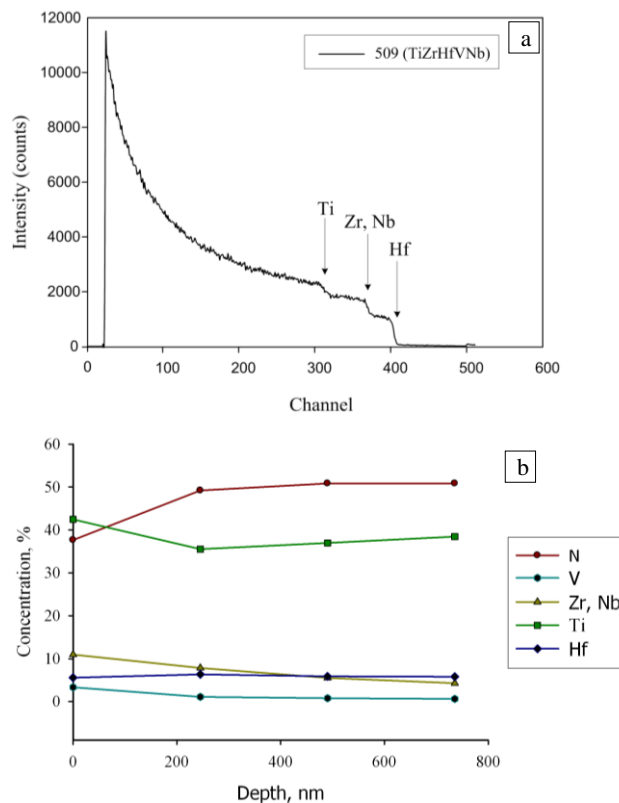 a
509 (TiZrHfVNb)
12000
10000
8000
6000
4000
2000
0
Intensity (counts)
Ti
Zr, Nb
Hf
0 100 200 300 400 500 600
Channel
b
60
50
40
30
20
10
0
Concentration, %
N
V
Zr, Nb
Ti
Hf
0 200 400 600 800
Depth, nm